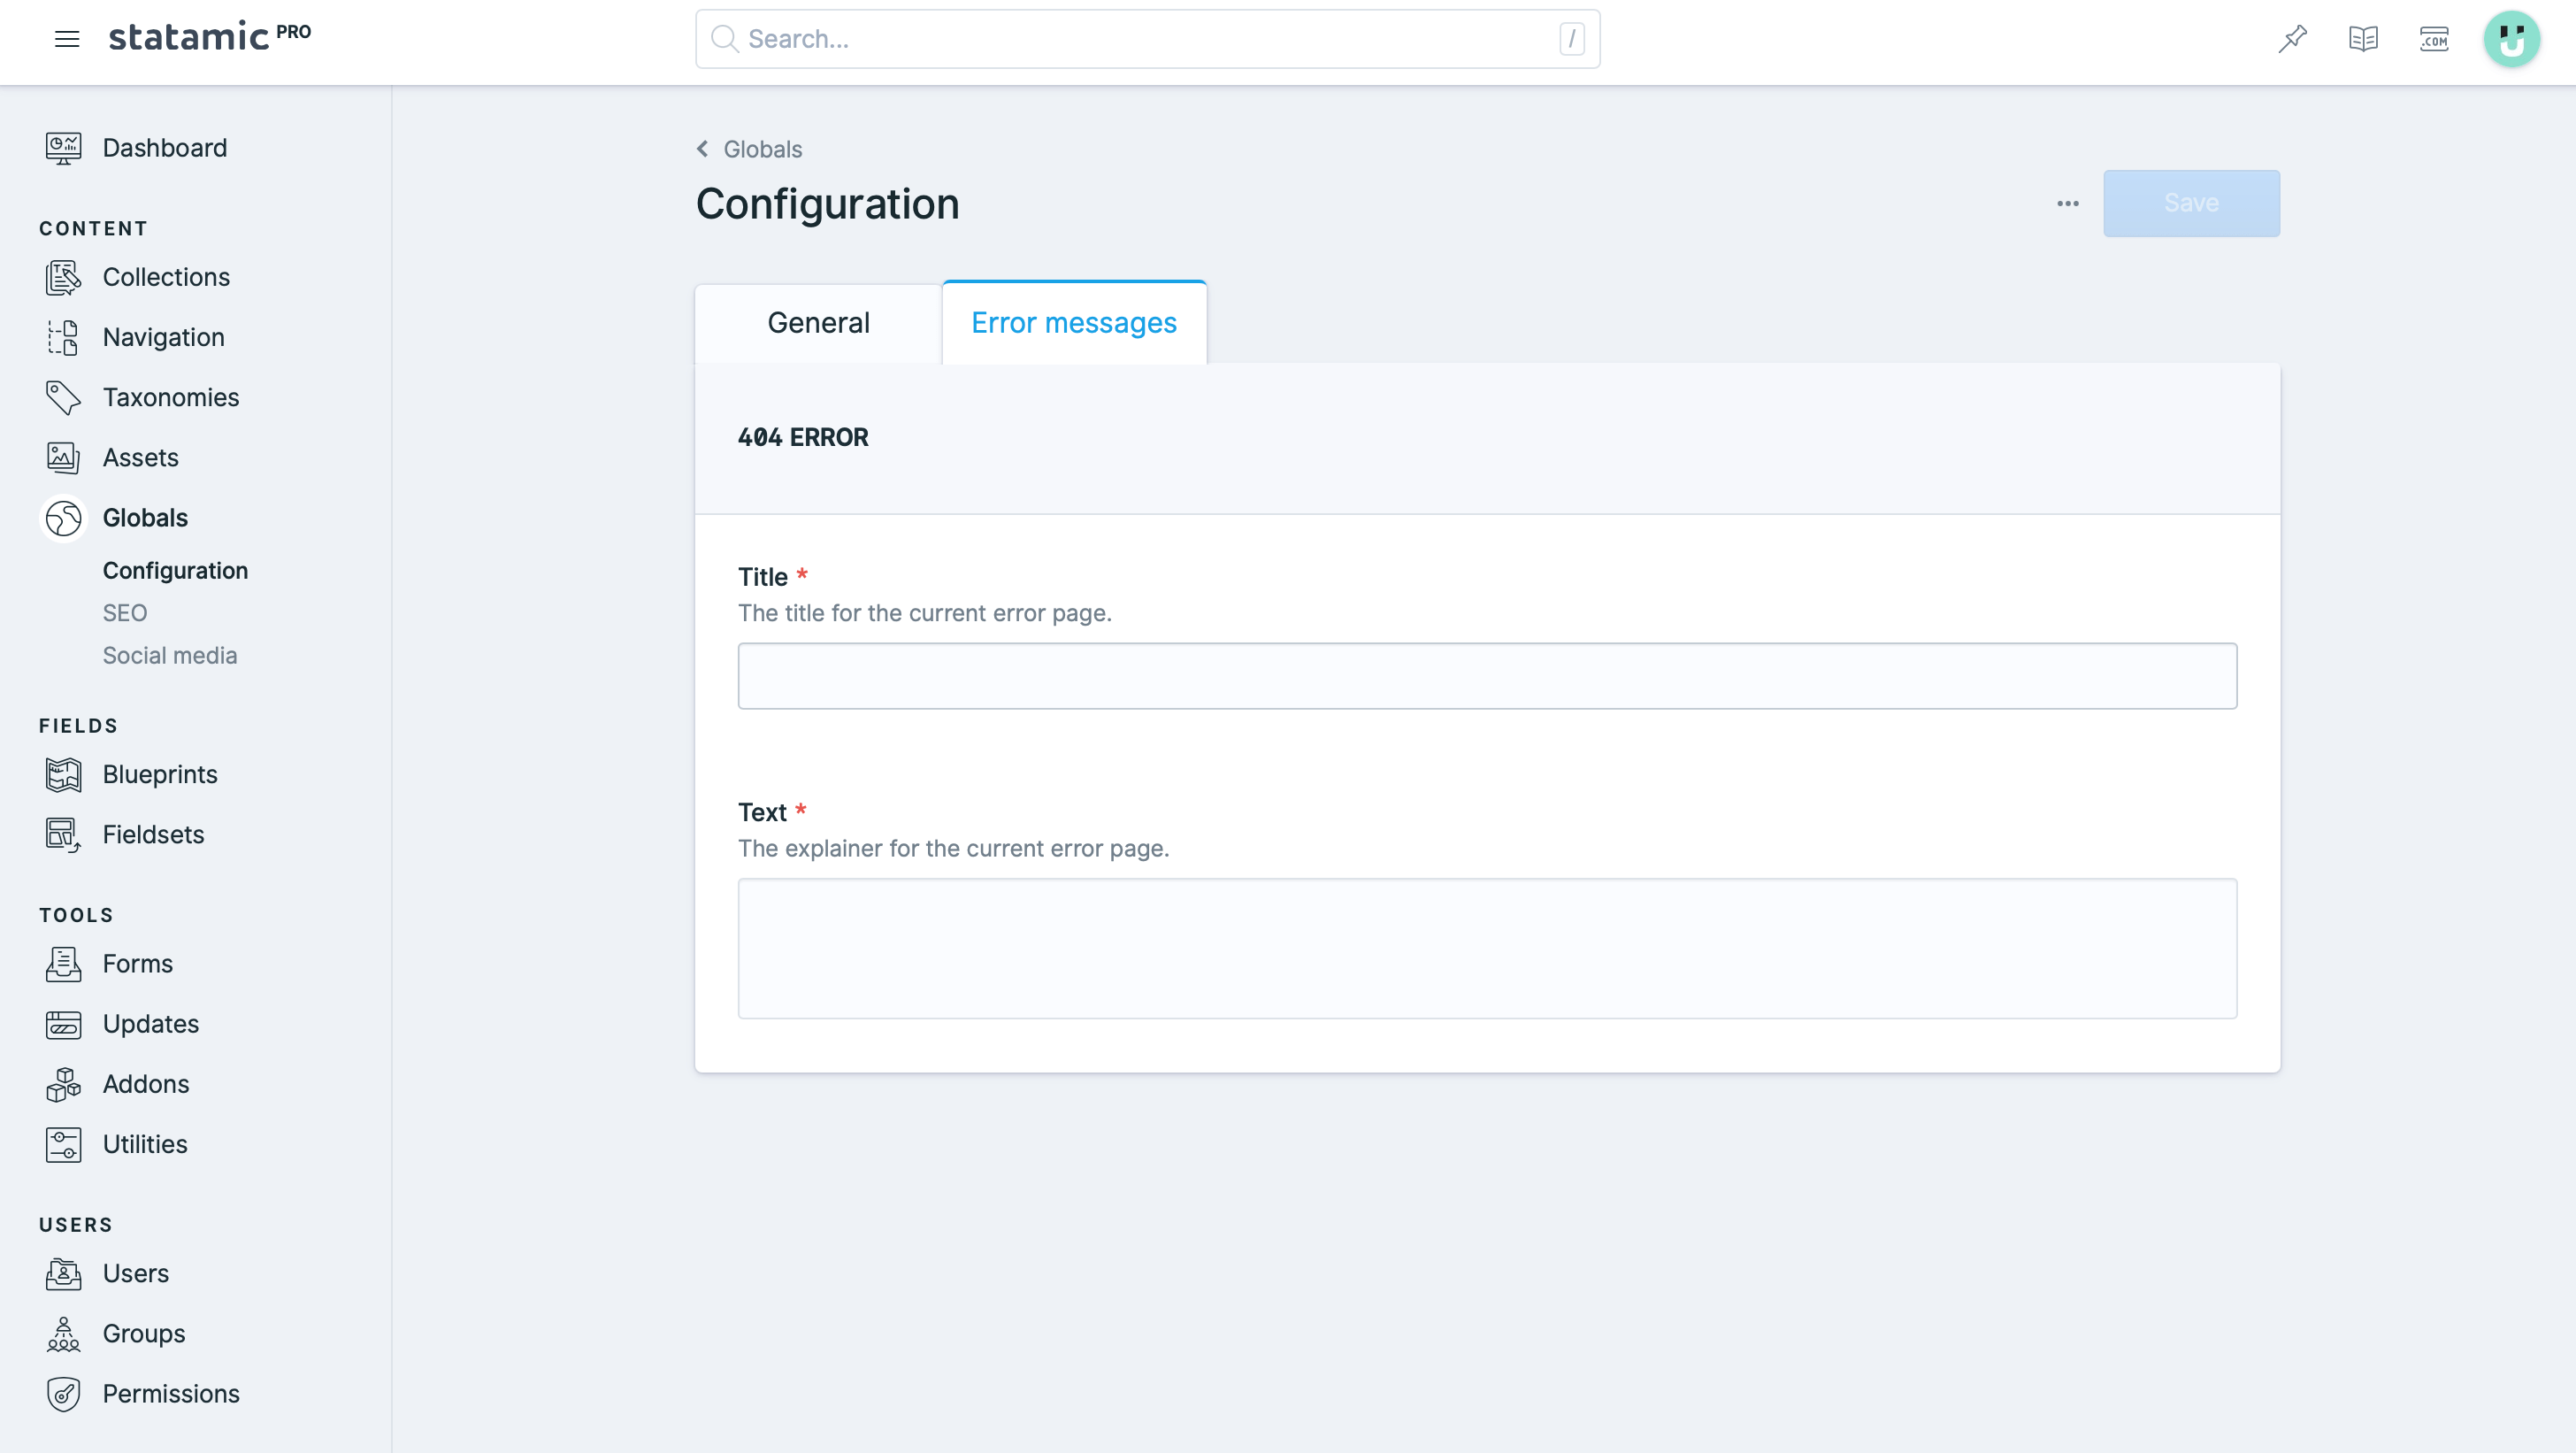 statamic PRO
Search...
/
.COM
Dashboard
CONTENT
Collections
Navigation
Taxonomies
Assets
Globals
Configuration
SEO
Social media
FIELDS
Blueprints
Fieldsets
TOOLS
Forms
Updates
Addons
Utilities
USERS
Users
Groups
Permissions
Globals
Configuration
Save
General
Error messages
404 ERROR
Title *
The title for the current error page.
Text *
The explainer for the current error page.